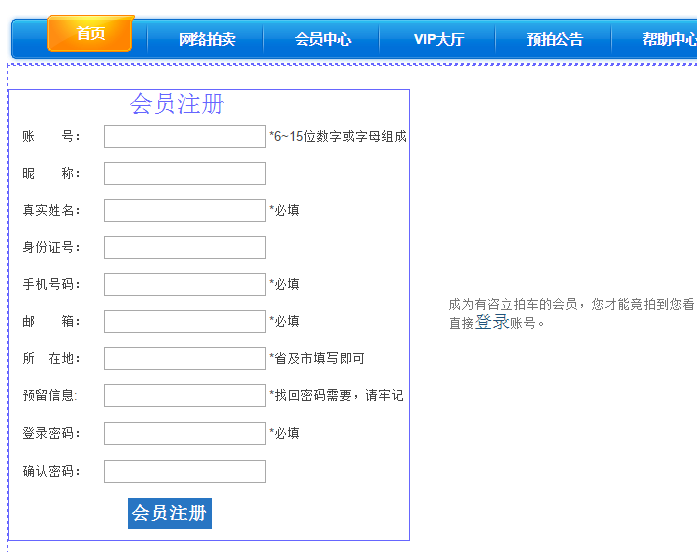 首页 网络拍卖 会员中心 VIP大厅 预拍公告 帮助中心
会员注册
账 号： *6~15位数字或字母组成
昵 称：
真实姓名： *必填
身份证号：
手机号码： *必填
邮 箱： *必填
所 在地： *省及市填写即可
预留信息: *找回密码需要，请牢记
登录密码： *必填
确认密码：
会员注册
成为有咨立拍车的会员，您才能竟拍到您看
直接登录账号。